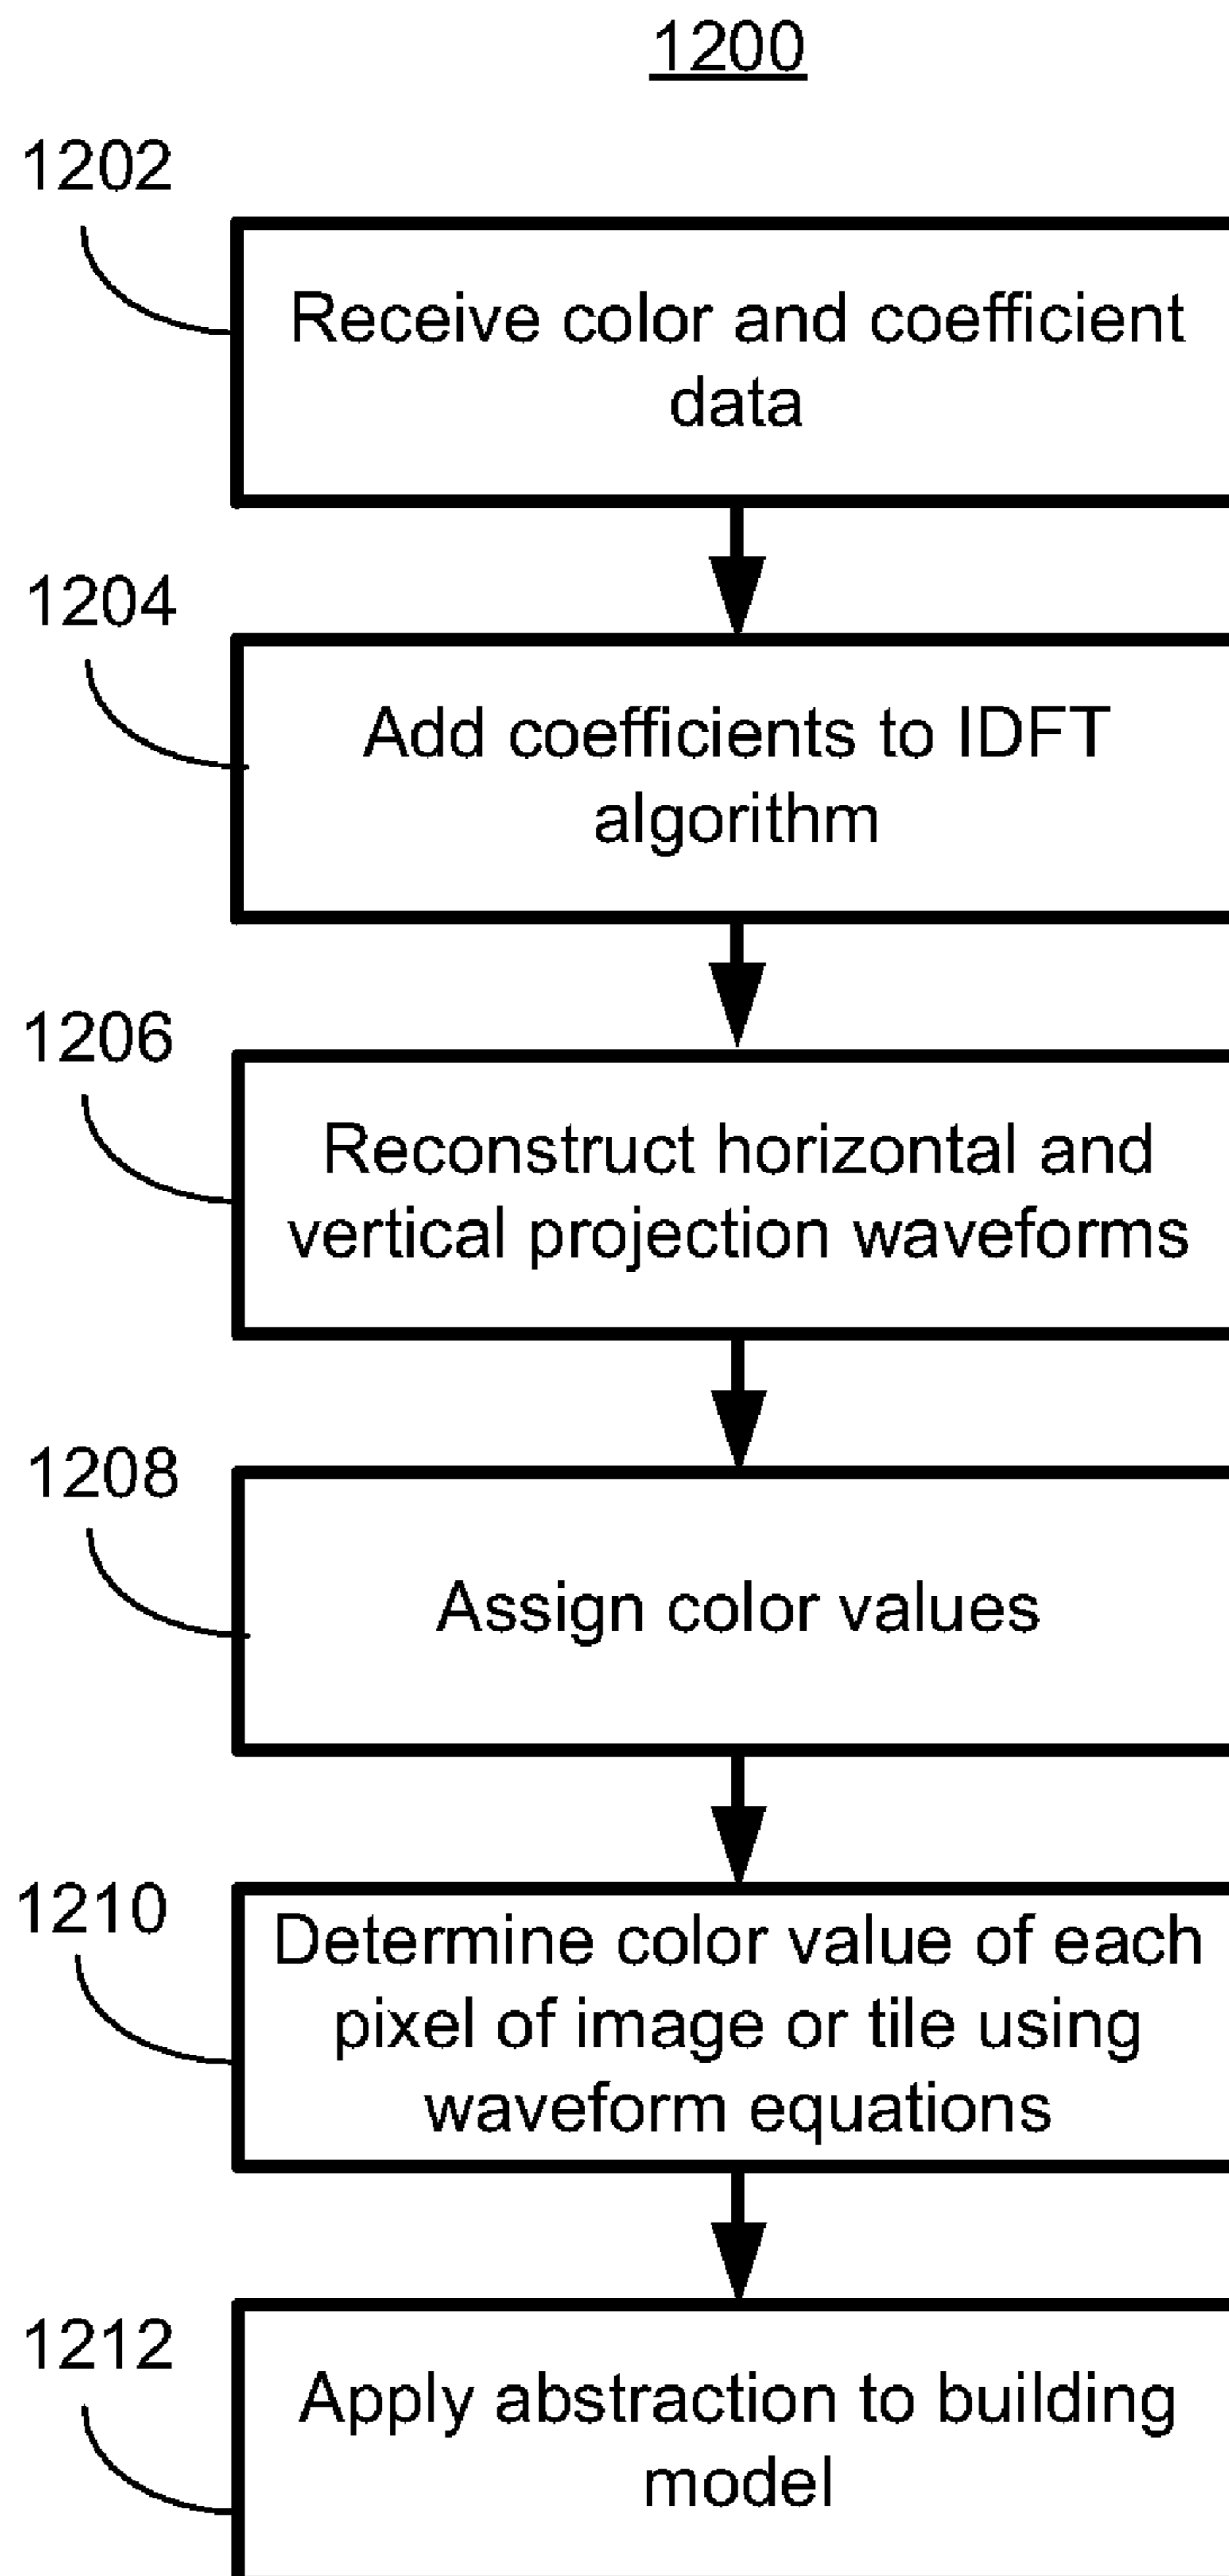 1200
1202
Receive color and coefficient
data
1204
Add coefficients to IDFT
algorithm
1206
Reconstruct horizontal and
vertical projection waveforms
1208
Assign color values
1210
Determine color value of each
pixel of image or tile using
waveform equations
1212
Apply abstraction to building
model